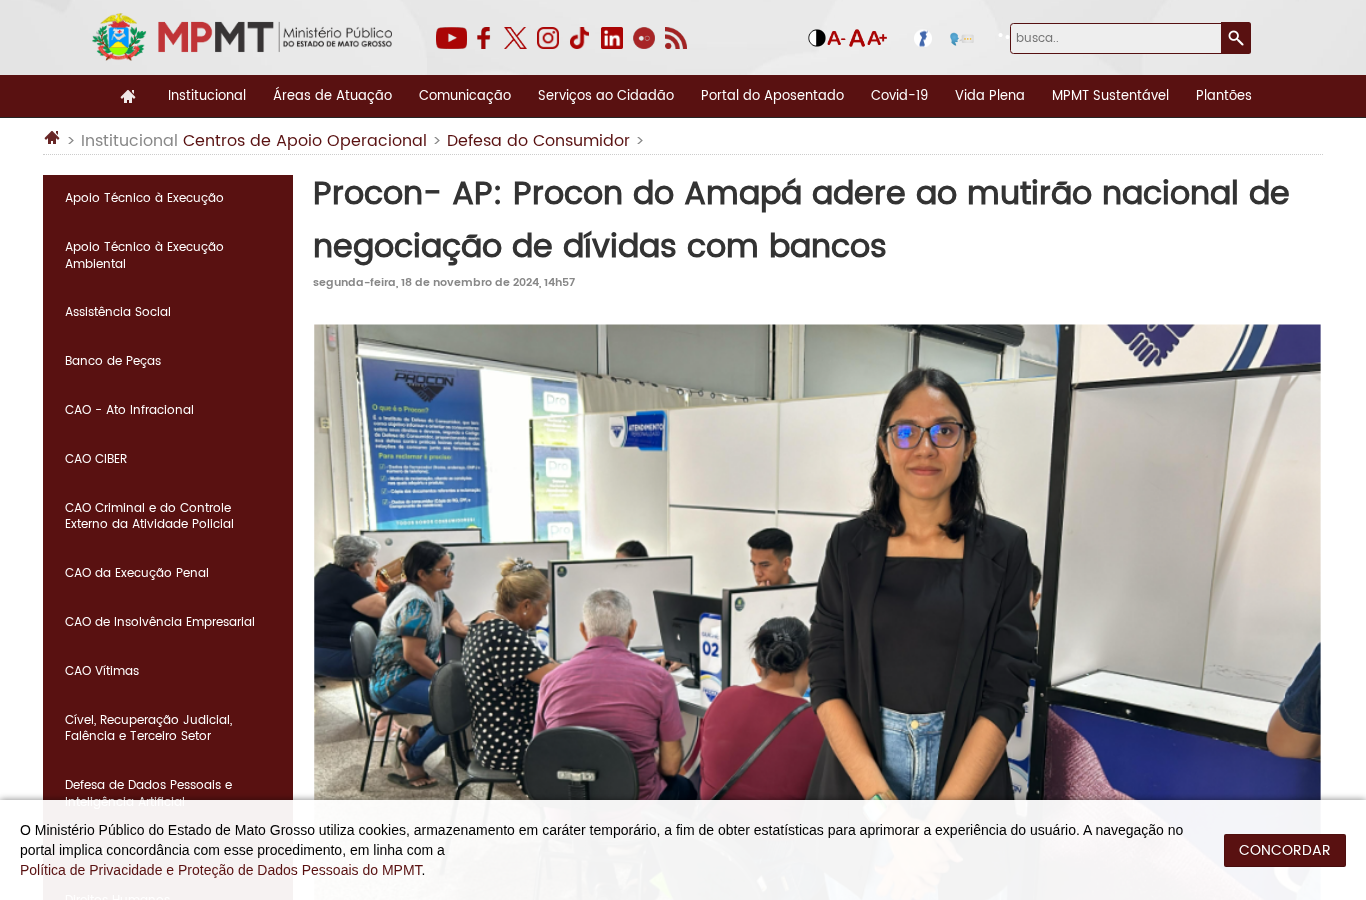 MPMT Ministério Público
DO ESTADO DE MATO GROSSO
A- A A+
busca..
Institucional Áreas de Atuação Comunicação Serviços ao Cidadão Portal do Aposentado Covid-19 Vida Plena MPMT Sustentável Plantões
> Institucional Centros de Apoio Operacional > Defesa do Consumidor >
Apoio Técnico à Execução
Apoio Técnico à Execução
Ambiental
Assistência Social
Banco de Peças
CAO - Ato Infracional
CAO CIBER
CAO Criminal e do Controle
Externo da Atividade Policial
CAO da Execução Penal
CAO de Insolvência Empresarial
CAO Vítimas
Cível, Recuperação Judicial,
Falência e Terceiro Setor
Defesa de Dados Pessoais e
Inteligência Artificial
Procon- AP: Procon do Amapá adere ao mutirão nacional de
negociação de dívidas com bancos
segunda-feira, 18 de novembro de 2024, 14h57
PROCON
O que é o Procon?
Para reclamar é preciso:
ATENDIMENTO
02
O Ministério Público do Estado de Mato Grosso utiliza cookies, armazenamento em caráter temporário, a fim de obter estatísticas para aprimorar a experiência do usuário. A navegação no
portal implica concordância com esse procedimento, em linha com a
Política de Privacidade e Proteção de Dados Pessoais do MPMT.
CONCORDAR